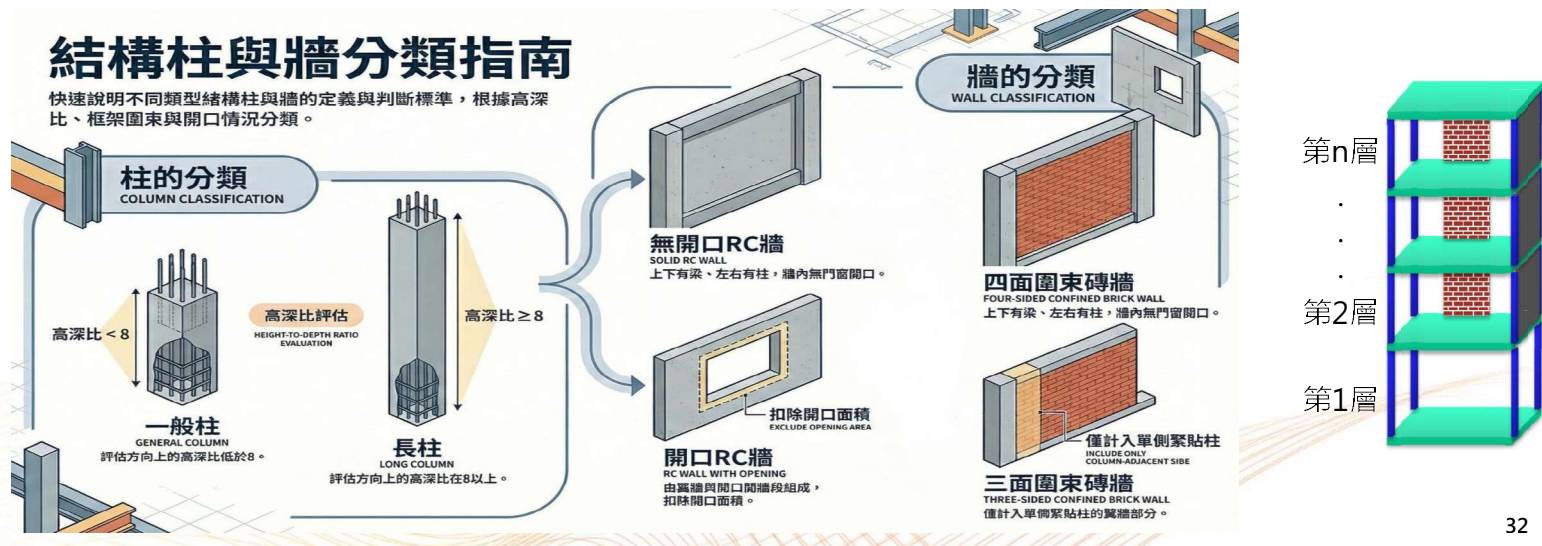 結構柱與牆分類指南
快速說明不同類型結構柱與牆的定義與判斷標準，根據高深
比、框架圍束與開口情況分類。
柱的分類
COLUMN CLASSIFICATION
高深比 < 8
高深比評估
HEIGHT-TO-DEPTH RATIO
EVALUATION
高深比 ≥ 8
一般柱
GENERAL COLUMN
評估方向上的高深比低於8。
長柱
LONG COLUMN
評估方向上的高深比在8以上。
牆的分類
WALL CLASSIFICATION
無開口RC牆
SOLID RC WALL
上下有梁、左右有柱，牆內無門窗開口。
扣除開口面積
EXCLUDE OPENING AREA
開口RC牆
RC WALL WITH OPENING
由翼牆與開口間牆段組成，
扣除開口面積。
四面圍束磚牆
FOUR-SIDED CONFINED BRICK WALL
上下有梁、左右有柱，牆內無門窗開口。
僅計入單側緊貼柱
INCLUDE ONLY
COLUMN-ADJACENT SIBE
三面圍束磚牆
THREE-SIDED CONFINED BRICK WALL
僅計入單側緊貼柱的翼牆部分。
第n層
.
.
.
第2層
第1層
32